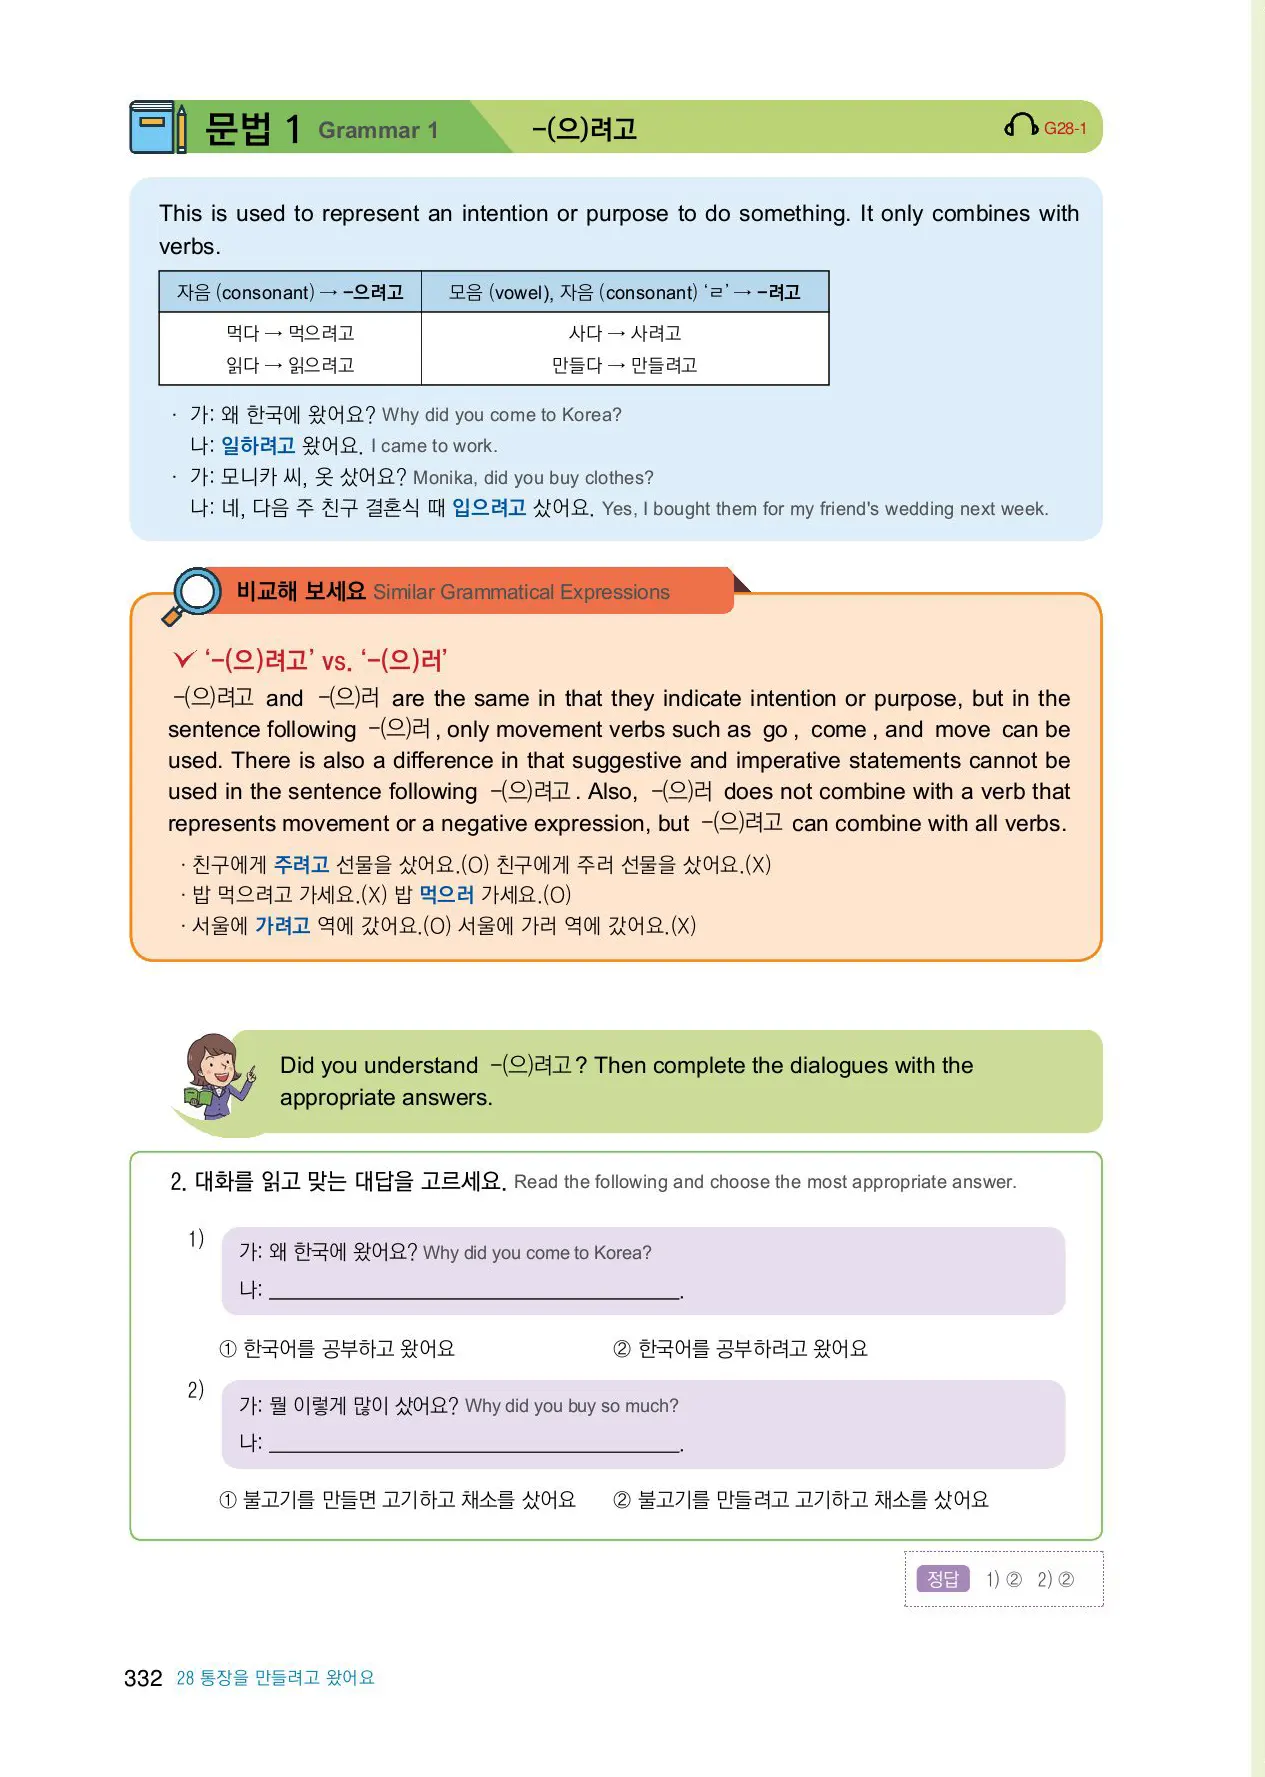 문법 1 Grammar 1 -(으)려고 G28-1
This is used to represent an intention or purpose to do something. It only combines with
verbs.
자음 (consonant) → -으려고 모음 (vowel), 자음 (consonant) ‘ㄹ’ → -려고
먹다 → 먹으려고 사다 → 사려고
읽다 → 읽으려고 만들다 → 만들려고
· 가: 왜 한국에 왔어요? Why did you come to Korea?
나: 일하려고 왔어요. I came to work.
· 가: 모니카 씨, 옷 샀어요? Monika, did you buy clothes?
나: 네, 다음 주 친구 결혼식 때 입으려고 샀어요. Yes, I bought them for my friend's wedding next week.
비교해 보세요 Similar Grammatical Expressions
‘-(으)려고’ vs. ‘-(으)러’
-(으)려고 and -(으)러 are the same in that they indicate intention or purpose, but in the
sentence following -(으)러, only movement verbs such as go, come, and move can be
used. There is also a difference in that suggestive and imperative statements cannot be
used in the sentence following -(으)려고. Also, -(으)러 does not combine with a verb that
represents movement or a negative expression, but -(으)려고 can combine with all verbs.
· 친구에게 주려고 선물을 샀어요.(O) 친구에게 주러 선물을 샀어요.(X)
· 밥 먹으려고 가세요.(X) 밥 먹으러 가세요.(O)
· 서울에 가려고 역에 갔어요.(O) 서울에 가러 역에 갔어요.(X)
Did you understand -(으)려고? Then complete the dialogues with the
appropriate answers.
2. 대화를 읽고 맞는 대답을 고르세요. Read the following and choose the most appropriate answer.
1)
가: 왜 한국에 왔어요? Why did you come to Korea?
나: ______________________.
① 한국어를 공부하고 왔어요 ② 한국어를 공부하려고 왔어요
2)
가: 뭘 이렇게 많이 샀어요? Why did you buy so much?
나: ______________________.
① 불고기를 만들면 고기하고 채소를 샀어요 ② 불고기를 만들려고 고기하고 채소를 샀어요
정답 1) ② 2) ②
332 28 통장을 만들려고 왔어요